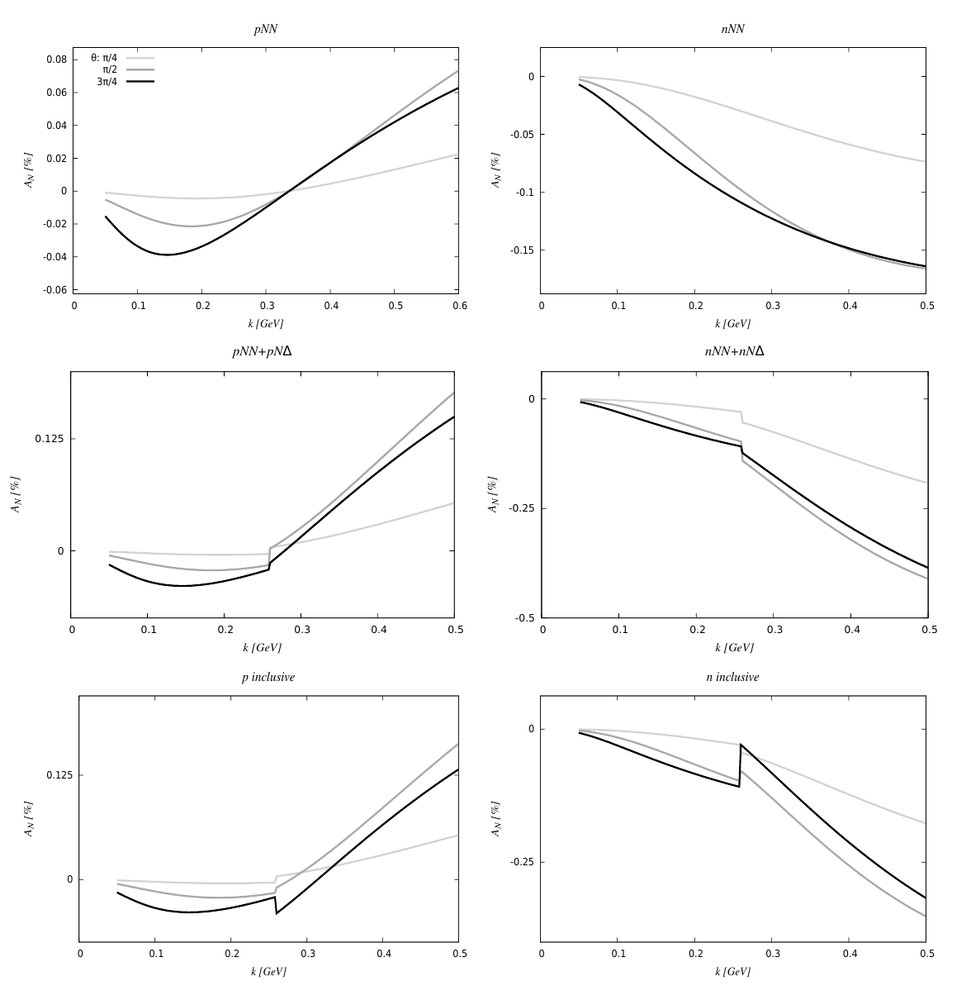 pNN
θ: π/4
π/2
3π/4
0.08
0.06
0.04
0.02
0
-0.02
-0.04
-0.06
A_N [%]
0 0.1 0.2 0.3 0.4 0.5 0.6
k [GeV]
nNN
0
-0.05
-0.1
-0.15
A_N [%]
0 0.1 0.2 0.3 0.4 0.5
k [GeV]
pNN+pNΔ
0.125
0
A_N [%]
0 0.1 0.2 0.3 0.4 0.5
k [GeV]
nNN+nNΔ
0
-0.25
-0.5
A_N [%]
0 0.1 0.2 0.3 0.4 0.5
k [GeV]
p inclusive
0.125
0
A_N [%]
0 0.1 0.2 0.3 0.4 0.5
k [GeV]
n inclusive
0
-0.25
A_N [%]
0 0.1 0.2 0.3 0.4 0.5
k [GeV]